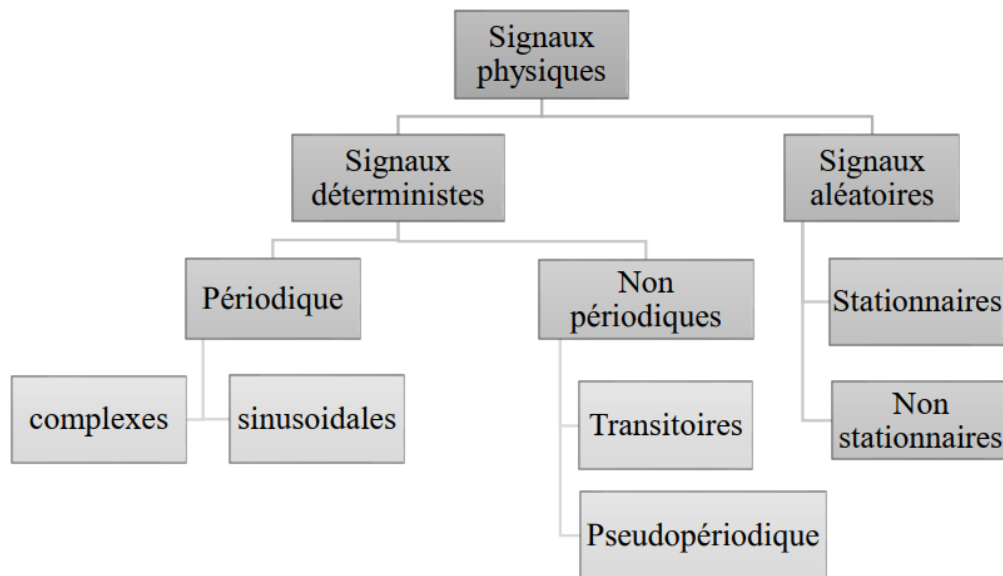 Signaux
physiques
Signaux
déterministes
Signaux
aléatoires
Périodique
Non
périodiques
Stationnaires
complexes
sinusoidales
Transitoires
Non
stationnaires
Pseudopériodique